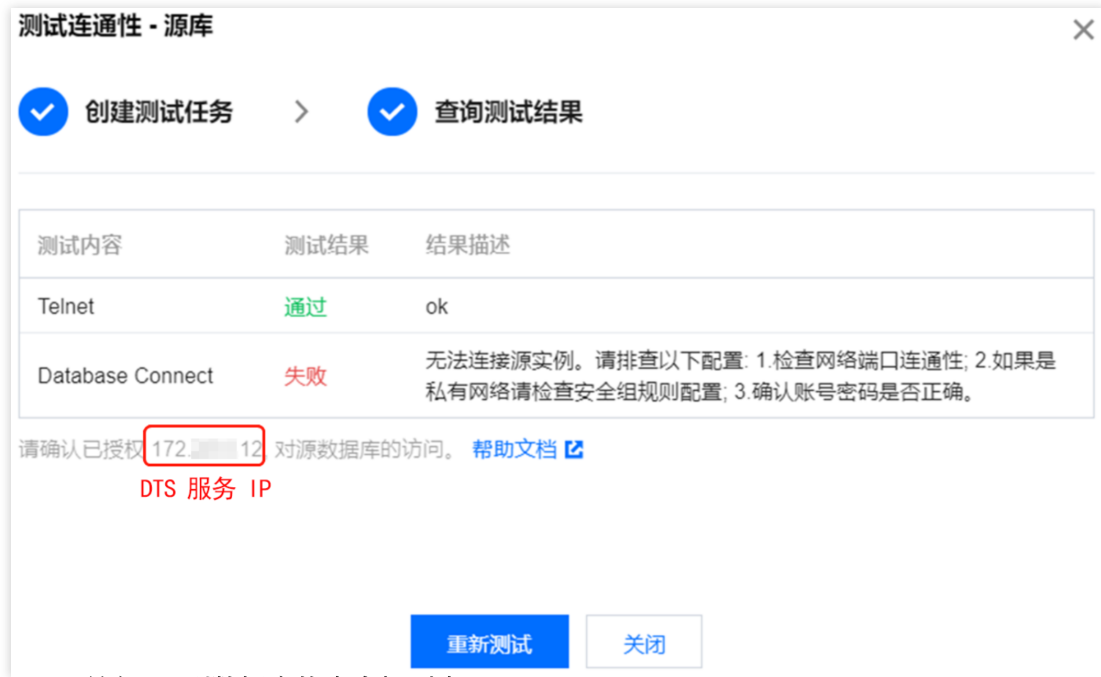 测试连通性 - 源库
创建测试任务 > 查询测试结果
测试内容 测试结果 结果描述
Telnet 通过 ok
Database Connect 失败 无法连接源实例。请排查以下配置: 1.检查网络端口连通性; 2.如果是
私有网络请检查安全组规则配置; 3.确认账号密码是否正确。
请确认已授权 172. 12, 对源数据库的访问。 帮助文档
DTS 服务 IP
重新测试 关闭